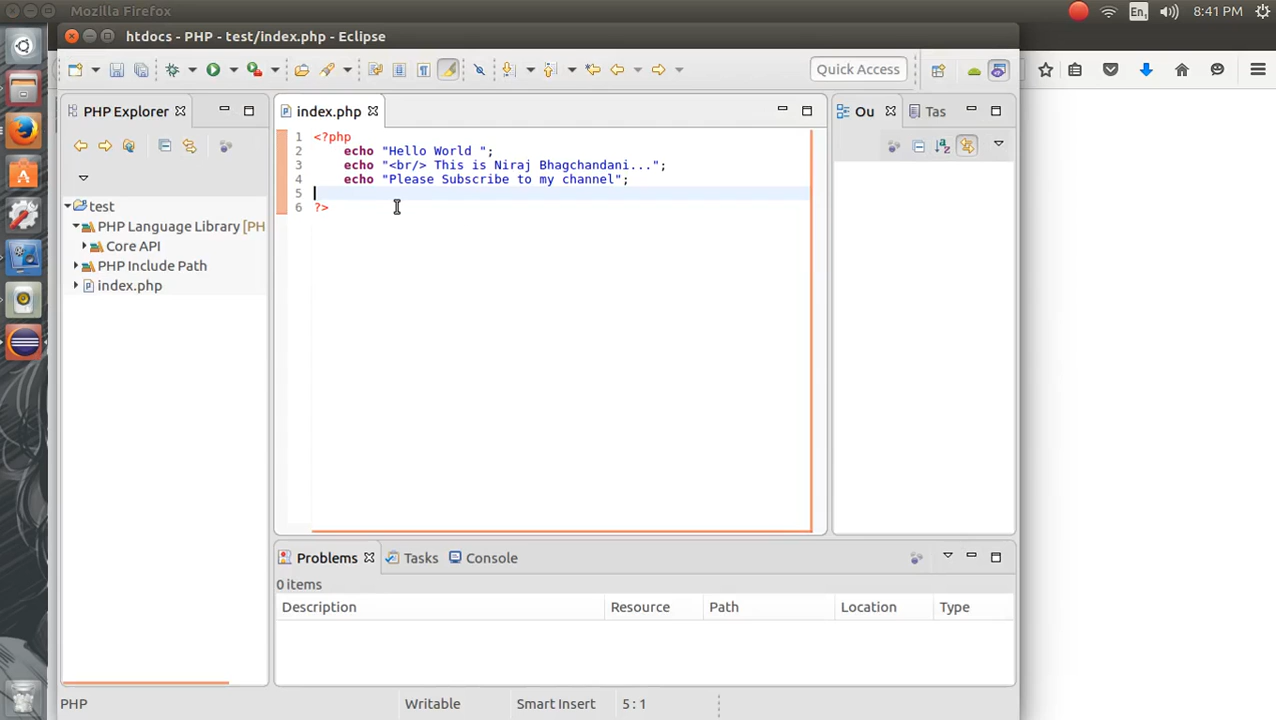 Mozilla Firefox
En1
8:41 PM
htdocs - PHP - test/index.php - Eclipse
Quick Access
PHP Explorer
index.php
Ou
Tas
1 <?php
2 echo "Hello World ";
3 echo "<br/> This is Niraj Bhagchandani...";
4 echo "Please Subscribe to my channel";
5
6 ?>
test
PHP Language Library [PH
Core API
PHP Include Path
index.php
Problems
Tasks
Console
0 items
Description
Resource
Path
Location
Type
PHP
Writable
Smart Insert
5 : 1